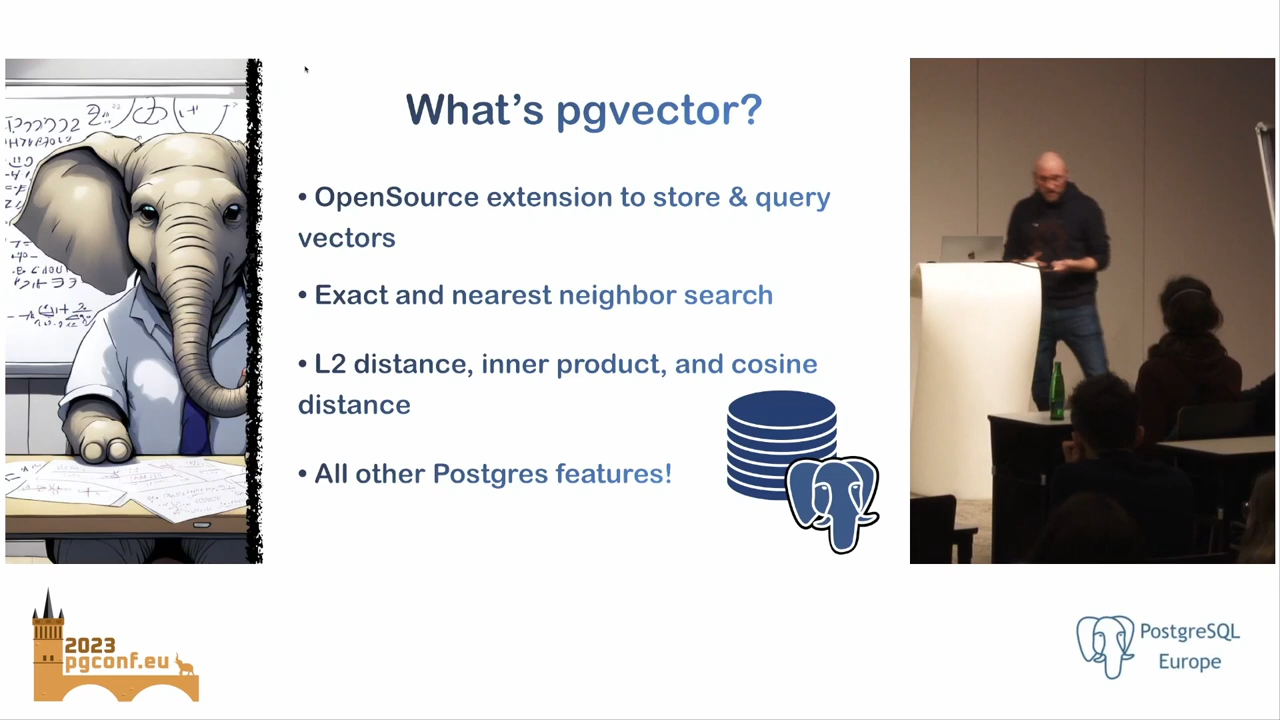 What's pgvector?
• OpenSource extension to store & query
vectors
• Exact and nearest neighbor search
• L2 distance, inner product, and cosine
distance
• All other Postgres features!
2023
pgconf.eu
PostgreSQL
Europe